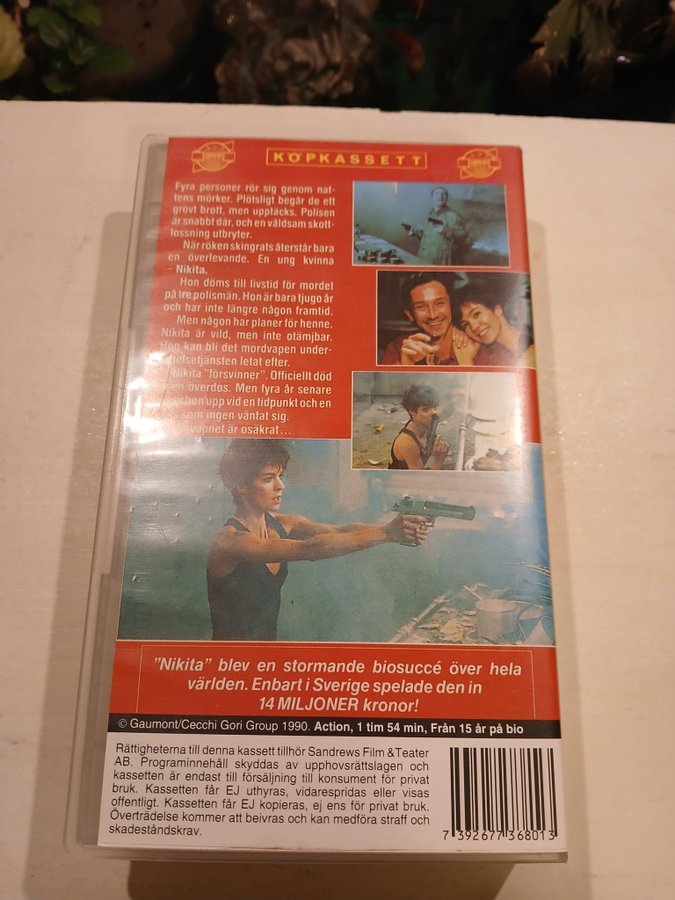 KÖPKASSETT
Fyra personer rör sig genom nat-
tens mörker. Plötsligt begår de ett
grovt brott, men upptäcks. Polisen
är snabbt där, och en våldsam skott-
lossning utbryter.
När röken skingrats återstår bara
en överlevande. En ung kvinna
– Nikita.
Hon döms till livstid för mordet
på tre polismän. Hon är bara tjugo år
och har inte längre någon framtid.
Men någon har planer för henne.
Nikita är vild, men inte otämjbar.
Hon kan bli det mordvapen under-
letat efter.
Nikita "försvinner". Officiellt död
en överdos. Men fyra år senare
hon upp vid en tidpunkt och en
som ingen väntat sig.
är osäkrat...
"Nikita" blev en stormande biosuccé över hela
världen. Enbart i Sverige spelade den in
14 MILJONER kronor!
© Gaumont/Cecchi Gori Group 1990. Action, 1 tim 54 min, Från 15 år på bio
Rättigheterna till denna kassett tillhör Sandrews Film & Teater
AB. Programinnehåll skyddas av upphovsrättslagen och
kassetten är endast till försäljning till konsument för privat
bruk. Kassetten får EJ uthyras, vidarespridas eller visas
offentligt. Kassetten får EJ kopieras, ej ens för privat bruk.
Överträdelse kommer att beivras och kan medföra straff och
skadeståndskrav.
7 392677 368013